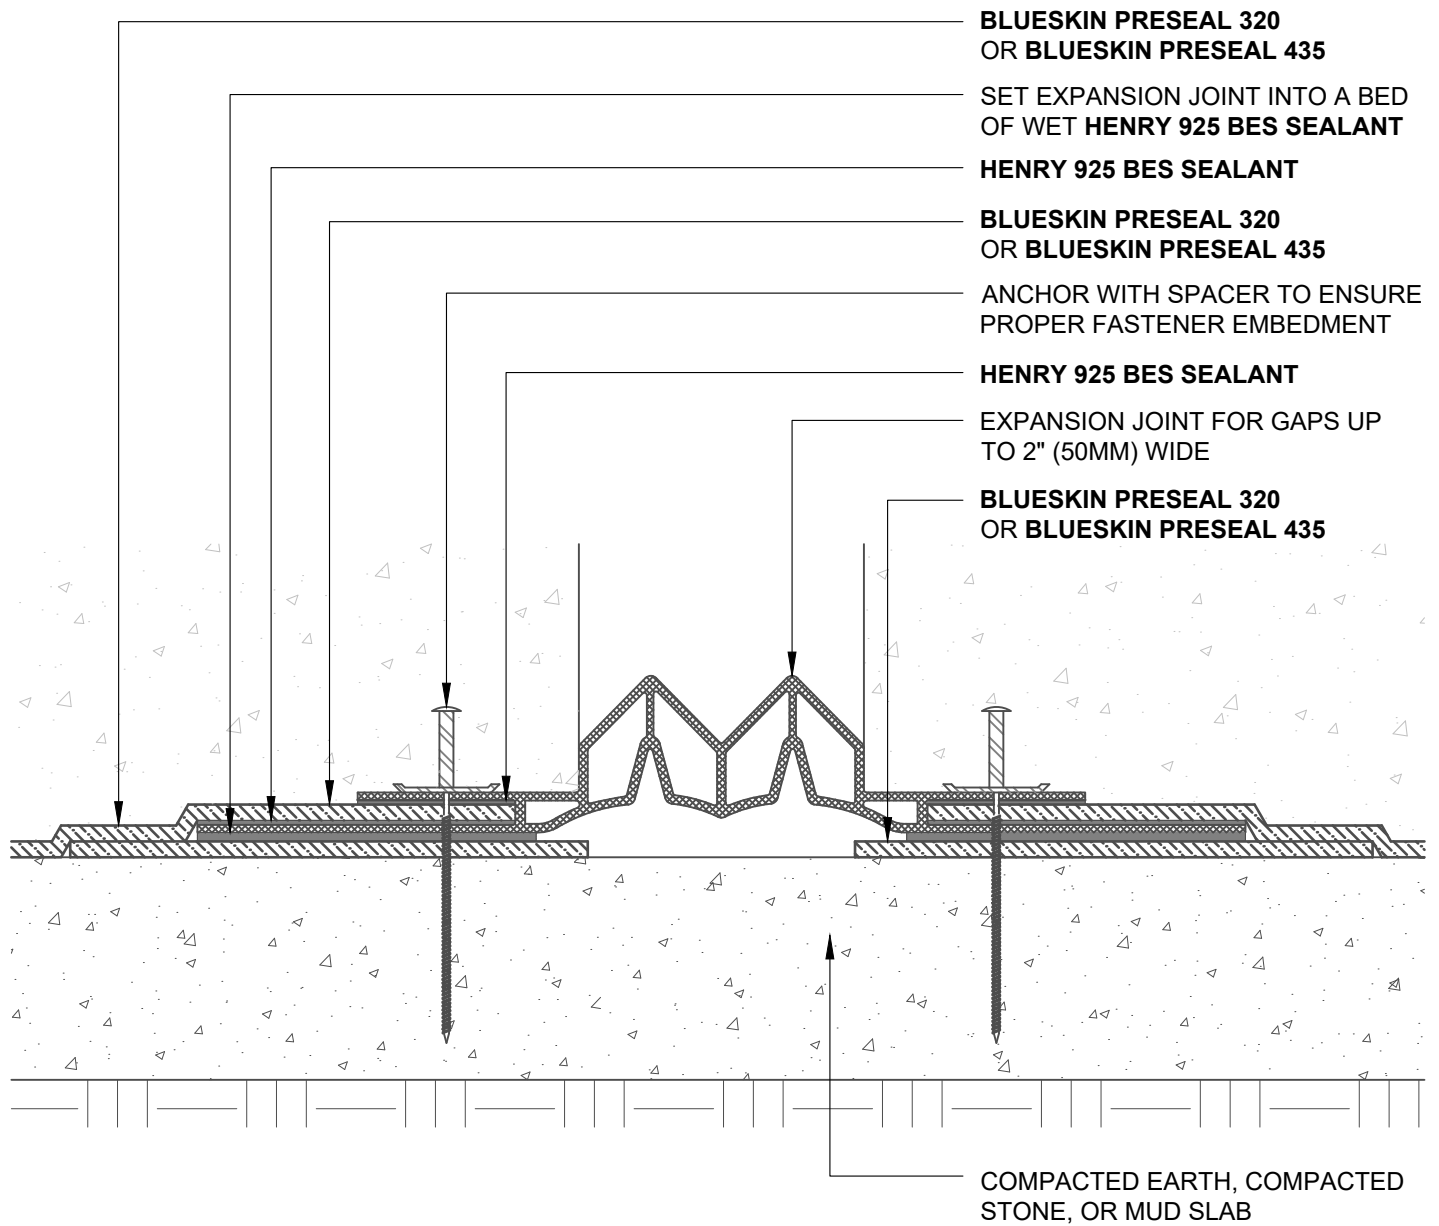 BLUESKIN PRESEAL 320
OR BLUESKIN PRESEAL 435
SET EXPANSION JOINT INTO A BED
OF WET HENRY 925 BES SEALANT
HENRY 925 BES SEALANT
BLUESKIN PRESEAL 320
OR BLUESKIN PRESEAL 435
ANCHOR WITH SPACER TO ENSURE
PROPER FASTENER EMBEDMENT
HENRY 925 BES SEALANT
EXPANSION JOINT FOR GAPS UP
TO 2" (50MM) WIDE
BLUESKIN PRESEAL 320
OR BLUESKIN PRESEAL 435
COMPACTED EARTH, COMPACTED
STONE, OR MUD SLAB